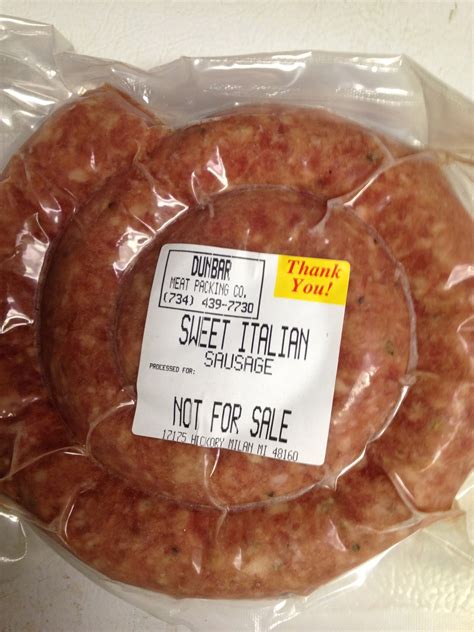 DUNBAR
MEAT PACKING CO.
(734) 439-7730
Thank
You!
SWEET ITALIAN
SAUSAGE
PROCESSED FOR:
NOT FOR SALE
17175 HICKORY MILAN MI 48160